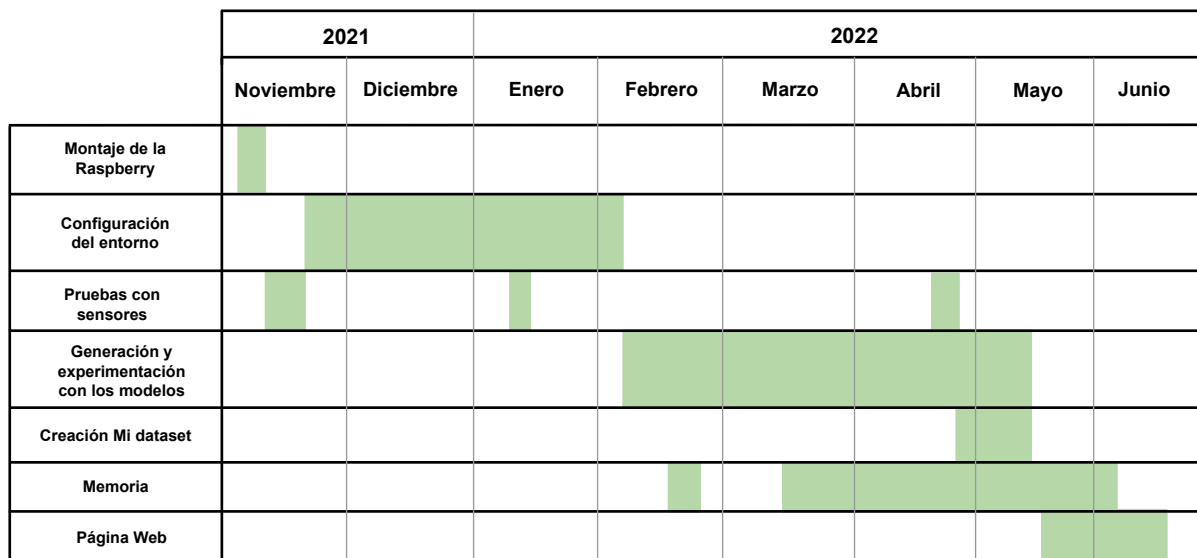 2021
2022
Noviembre
Diciembre
Enero
Febrero
Marzo
Abril
Mayo
Junio
Montaje de la
Raspberry
Configuración
del entorno
Pruebas con
sensores
Generación y
experimentación
con los modelos
Creación Mi dataset
Memoria
Página Web